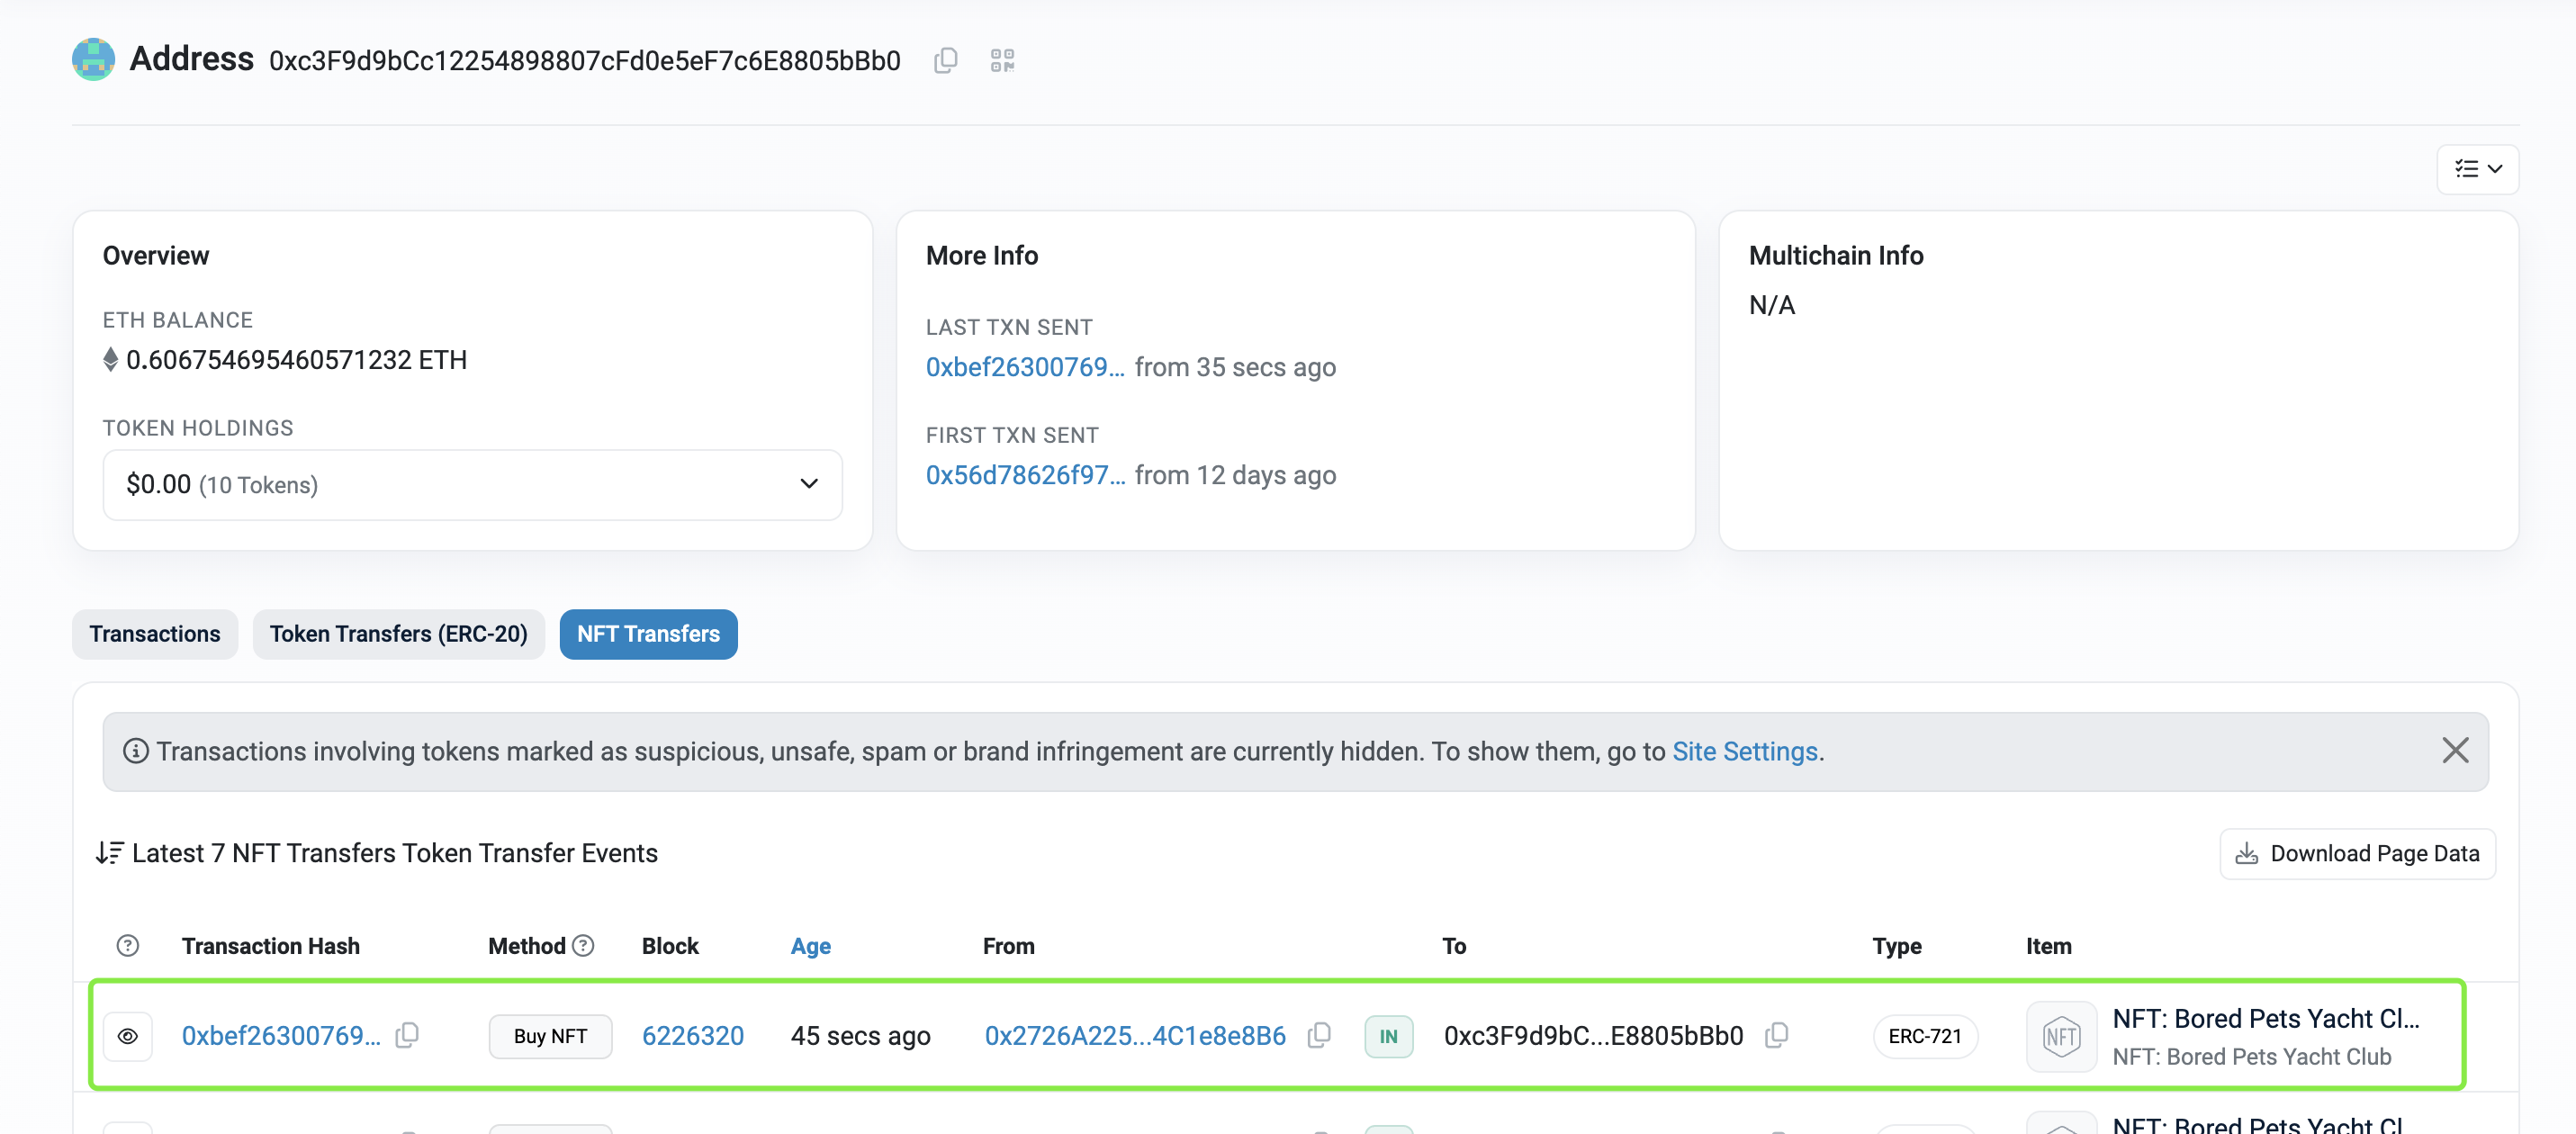 Address 0xc3F9d9bCc12254898807cFd0e5eF7c6E8805bBb0
Overview
ETH BALANCE
0.606754695460571232 ETH
TOKEN HOLDINGS
$0.00 (10 Tokens)
More Info
LAST TXN SENT
0xbef26300769... from 35 secs ago
FIRST TXN SENT
0x56d78626f97... from 12 days ago
Multichain Info
N/A
Transactions Token Transfers (ERC-20) NFT Transfers
Transactions involving tokens marked as suspicious, unsafe, spam or brand infringement are currently hidden. To show them, go to Site Settings.
Latest 7 NFT Transfers Token Transfer Events
Download Page Data
Transaction Hash Method Block Age From To Type Item
0xbef26300769... Buy NFT 6226320 45 secs ago 0x2726A225...4C1e8e8B6 IN 0xc3F9d9bC...E8805bBb0 ERC-721 NFT NFT: Bored Pets Yacht Cl...
NFT: Bored Pets Yacht Club
NFT: Bored Pets Yacht Cl